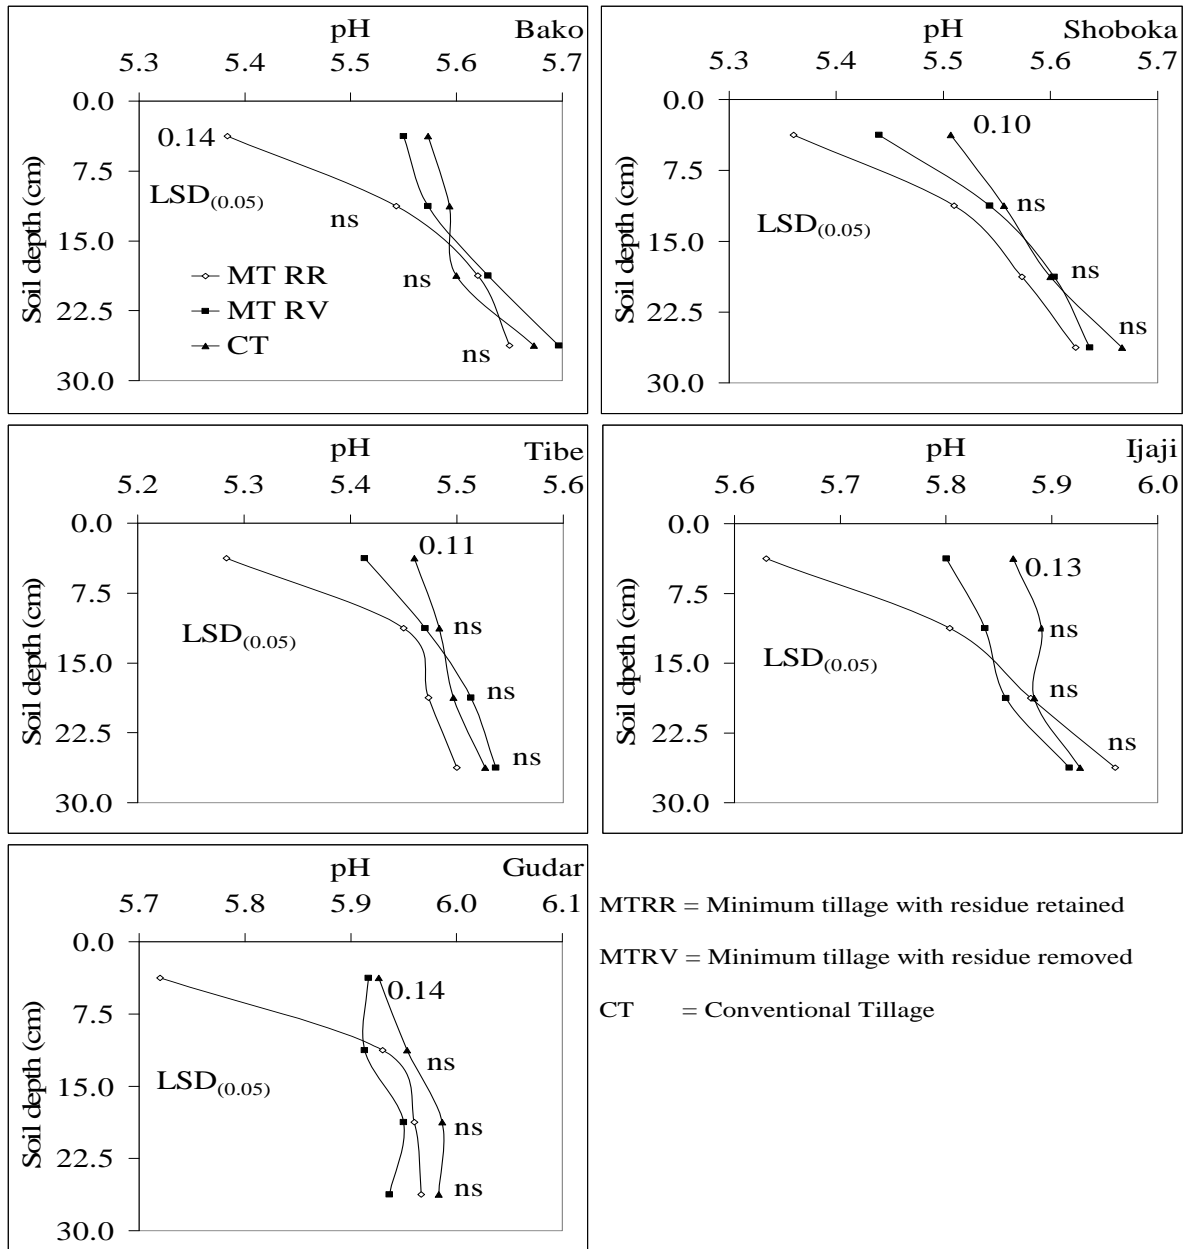 pH Bako
5.3 5.4 5.5 5.6 5.7
0.0
0.14
7.5
LSD(0.05)
ns
15.0
MT RR
ns
22.5
MT RV
CT
ns
30.0
Soil depth (cm)
pH Shoboka
5.3 5.4 5.5 5.6 5.7
0.0
0.10
7.5
ns
15.0
LSD(0.05)
ns
22.5
ns
30.0
Soil depth (cm)
pH Tibe
5.2 5.3 5.4 5.5 5.6
0.0
0.11
7.5
LSD(0.05)
ns
15.0
ns
22.5
ns
30.0
Soil depth (cm)
pH Ijaji
5.6 5.7 5.8 5.9 6.0
0.0
0.13
7.5
ns
15.0
LSD(0.05)
ns
22.5
ns
30.0
Soil dpeth (cm)
pH Gudar
5.7 5.8 5.9 6.0 6.1
0.0
0.14
7.5
ns
15.0
LSD(0.05)
ns
22.5
ns
30.0
Soil depth (cm)
MTRR = Minimum tillage with residue retained
MTRV = Minimum tillage with residue removed
CT = Conventional Tillage